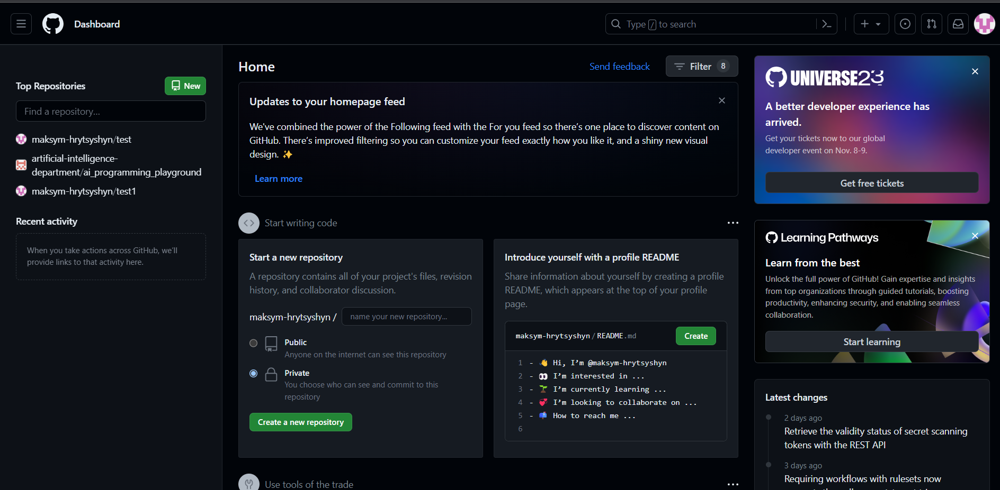 Dashboard
Type / to search
Top Repositories
New
Find a repository...
maksym-hrytsyshyn/test
artificial-intelligence-
department/ai_programming_playground
maksym-hrytsyshyn/test1
Recent activity
When you take actions across GitHub, we’ll
provide links to that activity here.
Home
Send feedback
Filter 8
Updates to your homepage feed
We've combined the power of the Following feed with the For you feed so there’s one place to discover content on
GitHub. There’s improved filtering so you can customize your feed exactly how you like it, and a shiny new visual
design. ✨
Learn more
Start writing code
Start a new repository
A repository contains all of your project's files, revision
history, and collaborator discussion.
maksym-hrytsyshyn /
name your new repository...
Public
Anyone on the internet can see this repository
Private
You choose who can see and commit to this
repository
Create a new repository
Introduce yourself with a profile README
Share information about yourself by creating a profile
README, which appears at the top of your profile
page.
maksym-hrytsyshyn / README.md
Create
1 - 👋 Hi, I’m @maksym-hrytsyshyn
2 - 👀 I’m interested in ...
3 - 🌱 I’m currently learning ...
4 - 💞️ I’m looking to collaborate on ...
5 - 📫 How to reach me ...
6
Use tools of the trade
UNIVERSE23
A better developer experience has
arrived.
Get your tickets now to our global
developer event on Nov. 8-9.
Get free tickets
Learning Pathways
Learn from the best
Unlock the full power of GitHub! Gain expertise and insights
from top organizations through guided tutorials, boosting
productivity, enhancing security, and enabling seamless
collaboration.
Start learning
Latest changes
2 days ago
Retrieve the validity status of secret scanning
tokens with the REST API
3 days ago
Requiring workflows with rulesets now